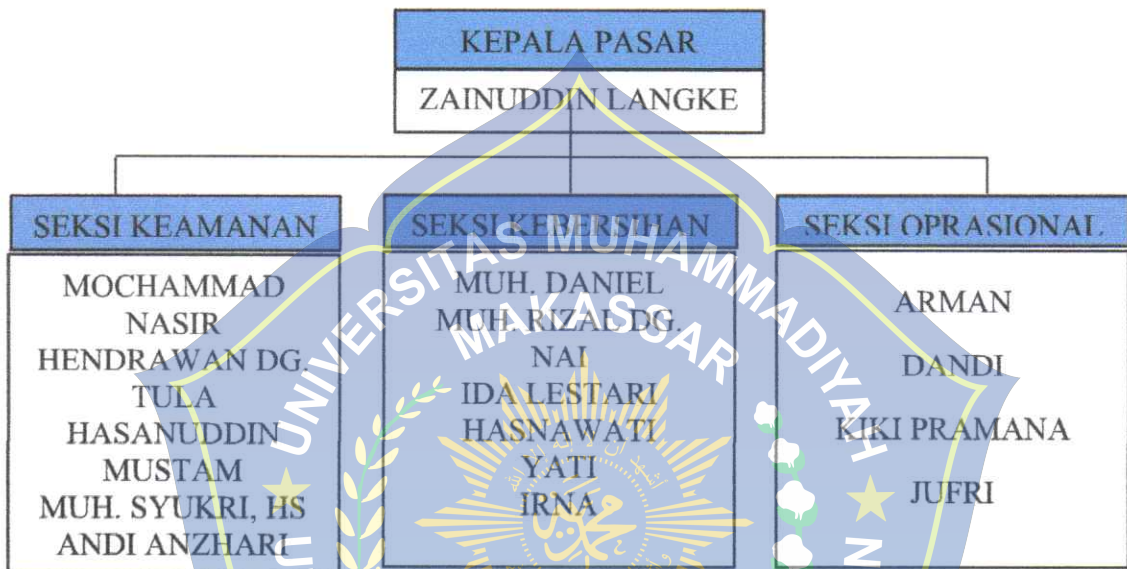 KEPALA PASAR
ZAINUDDIN LANGKE
SEKSI KEAMANAN
MOCHAMMAD
NASIR
HENDRAWAN DG.
TULA
HASANUDDIN
MUSTAM
MUH. SYUKRI, HS
ANDI ANZHARI
SEKSI KEBERSIHAN
MUH. DANIEL
MUH. RIZAL DG.
NAI
IDA LESTARI
HASNAWATI
YATI
IRNA
SEKSI OPRASIONAL
ARMAN
DANDI
KIKI PRAMANA
JUFRI
UNIVERSITAS MUHAMMADIYAH
MAKASSAR
محمد